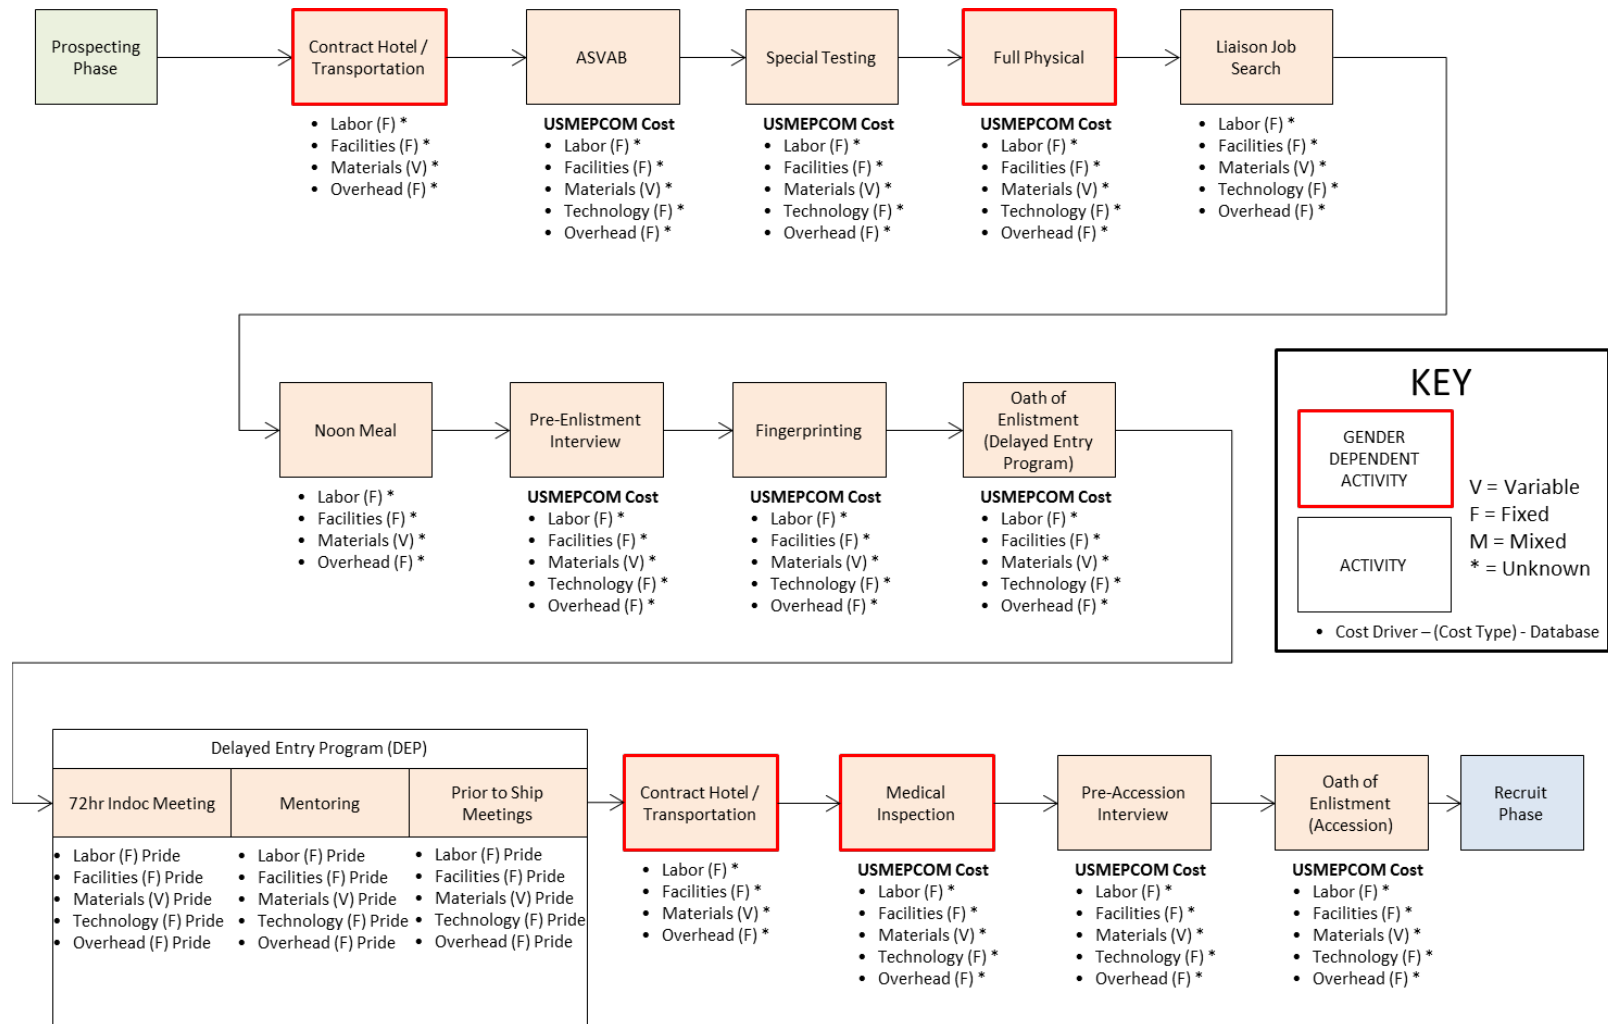 Prospecting
Phase
Contract Hotel /
Transportation
ASVAB
Special Testing
Full Physical
Liaison Job
Search
• Labor (F) *
• Facilities (F) *
• Materials (V) *
• Overhead (F) *
USMEPCOM Cost
• Labor (F) *
• Facilities (F) *
• Materials (V) *
• Technology (F) *
• Overhead (F) *
USMEPCOM Cost
• Labor (F) *
• Facilities (F) *
• Materials (V) *
• Technology (F) *
• Overhead (F) *
USMEPCOM Cost
• Labor (F) *
• Facilities (F) *
• Materials (V) *
• Technology (F) *
• Overhead (F) *
• Labor (F) *
• Facilities (F) *
• Materials (V) *
• Technology (F) *
• Overhead (F) *
Noon Meal
Pre-Enlistment
Interview
Fingerprinting
Oath of
Enlistment
(Delayed Entry
Program)
• Labor (F) *
• Facilities (F) *
• Materials (V) *
• Overhead (F) *
USMEPCOM Cost
• Labor (F) *
• Facilities (F) *
• Materials (V) *
• Technology (F) *
• Overhead (F) *
USMEPCOM Cost
• Labor (F) *
• Facilities (F) *
• Materials (V) *
• Technology (F) *
• Overhead (F) *
USMEPCOM Cost
• Labor (F) *
• Facilities (F) *
• Materials (V) *
• Technology (F) *
• Overhead (F) *
KEY
GENDER
DEPENDENT
ACTIVITY
ACTIVITY
V = Variable
F = Fixed
M = Mixed
* = Unknown
• Cost Driver – (Cost Type) - Database
Delayed Entry Program (DEP)
72hr Indoc Meeting
Mentoring
Prior to Ship
Meetings
• Labor (F) Pride
• Facilities (F) Pride
• Materials (V) Pride
• Technology (F) Pride
• Overhead (F) Pride
• Labor (F) Pride
• Facilities (F) Pride
• Materials (V) Pride
• Technology (F) Pride
• Overhead (F) Pride
• Labor (F) Pride
• Facilities (F) Pride
• Materials (V) Pride
• Technology (F) Pride
• Overhead (F) Pride
Contract Hotel /
Transportation
Medical
Inspection
Pre-Accession
Interview
Oath of
Enlistment
(Accession)
Recruit
Phase
• Labor (F) *
• Facilities (F) *
• Materials (V) *
• Overhead (F) *
USMEPCOM Cost
• Labor (F) *
• Facilities (F) *
• Materials (V) *
• Technology (F) *
• Overhead (F) *
USMEPCOM Cost
• Labor (F) *
• Facilities (F) *
• Materials (V) *
• Technology (F) *
• Overhead (F) *
USMEPCOM Cost
• Labor (F) *
• Facilities (F) *
• Materials (V) *
• Technology (F) *
• Overhead (F) *